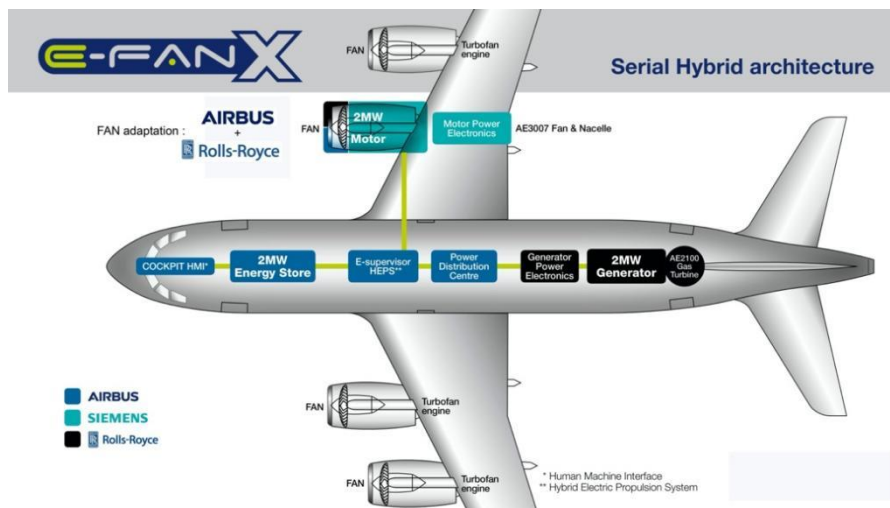 E-FAN X
Serial Hybrid architecture
FAN
Turbofan
engine
FAN adaptation :
AIRBUS
+
Rolls-Royce
FAN
2MW
Motor
Motor Power
Electronics
AE3007 Fan & Nacelle
COCKPIT HMI*
2MW
Energy Store
E-supervisor
HEPS**
Power
Distribution
Centre
Generator
Power
Electronics
2MW
Generator
AE2100
Gas
Turbine
AIRBUS
SIEMENS
Rolls-Royce
FAN
Turbofan
engine
FAN
Turbofan
engine
* Human Machine Interface
** Hybrid Electric Propulsion System